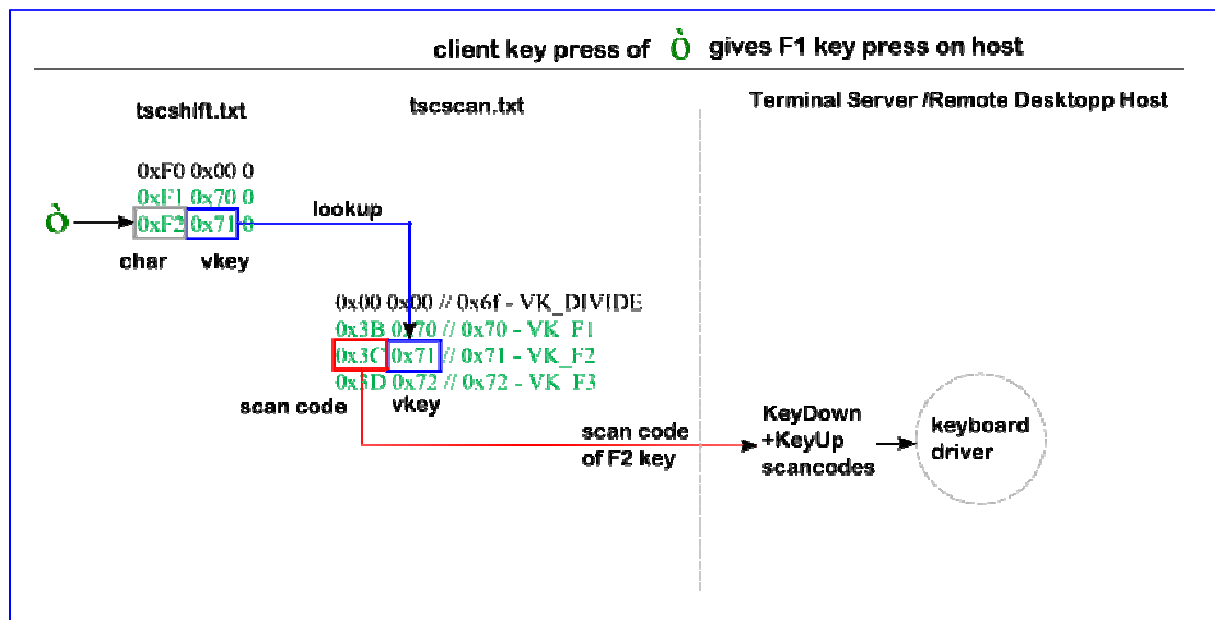 client key press of ò gives F1 key press on host
tscshift.txt
tscscan.txt
Terminal Server /Remote Desktopp Host
0xF0 0x00 0
0xF1 0x70 0
ò
0xF2 0x71 0
lookup
char vkey
0x00 0x00 // 0x6f - VK_DIVIDE
0x3B 0x70 // 0x70 - VK_F1
0x3C 0x71 // 0x71 - VK_F2
0x3D 0x72 // 0x72 - VK_F3
scan code vkey
scan code
of F2 key
KeyDown
+KeyUp
scancodes
keyboard
driver